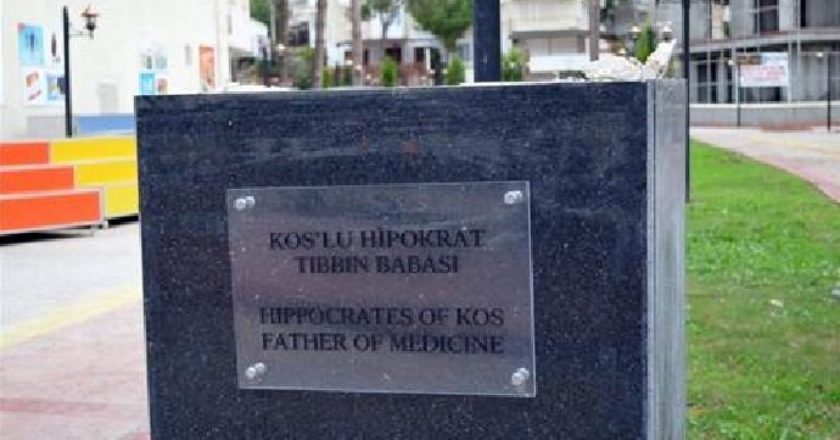 KOS'LU HİPOKRAT
TIBBIN BABASI
HIPPOCRATES OF KOS
FATHER OF MEDICINE